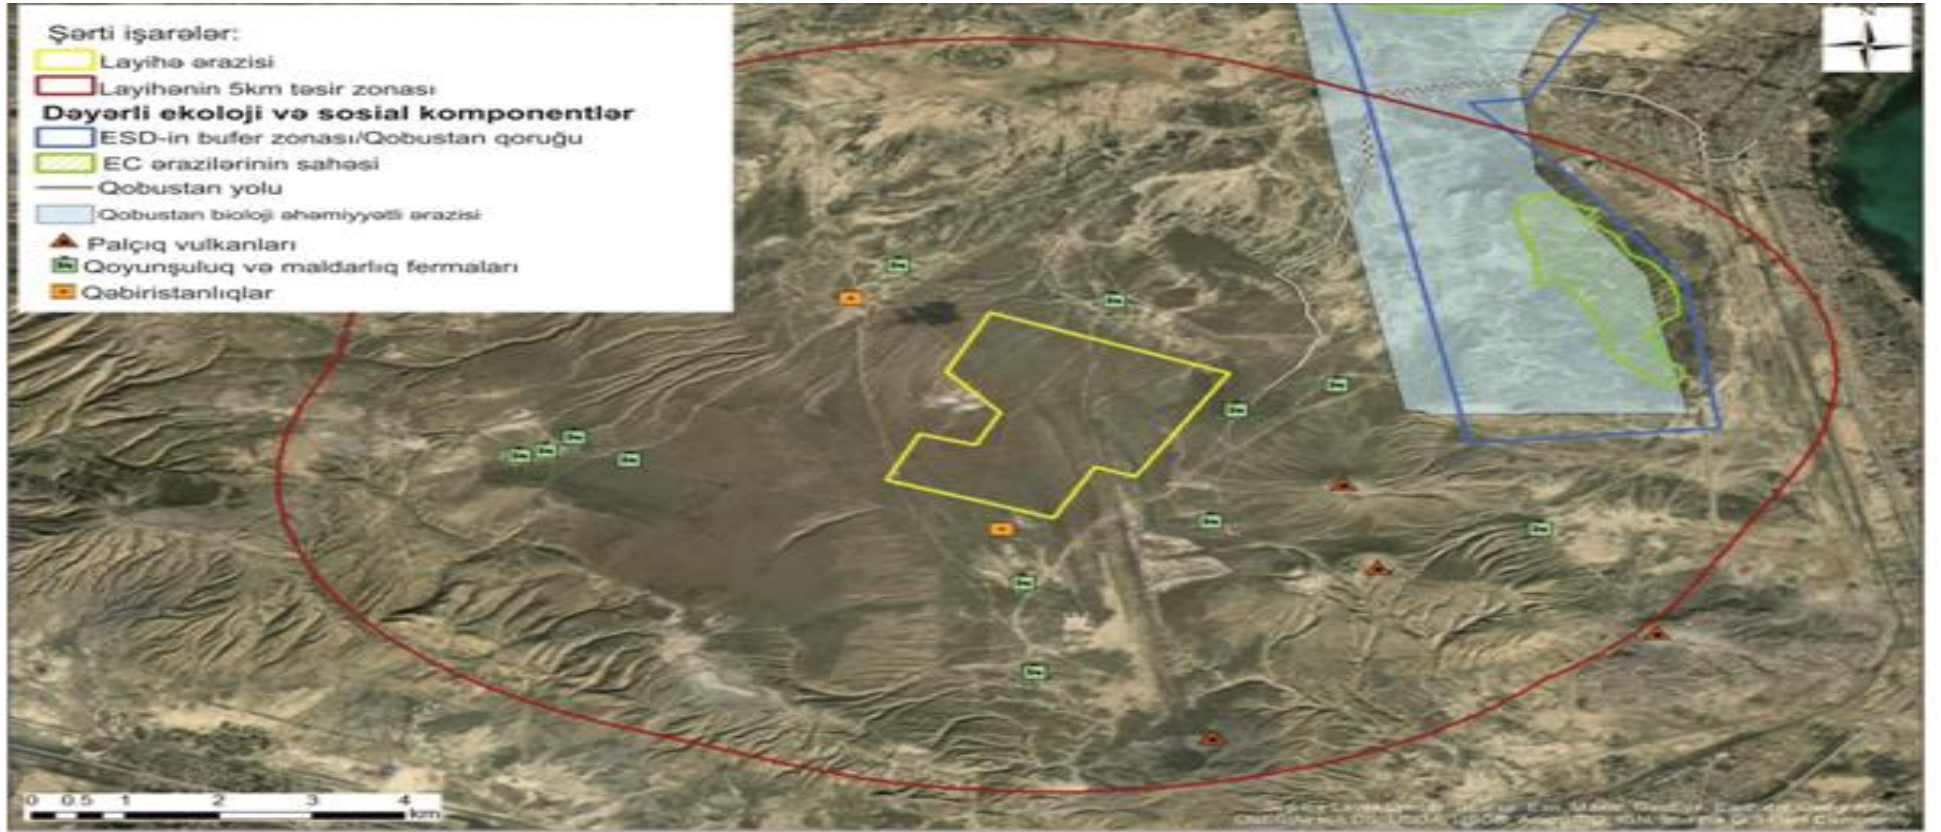 Şərti işarələr:
Layihə ərazisi
Layihənin 5km təsir zonası
Dəyərli ekoloji və sosial komponentlər
ESD-in bufer zonası/Qobustan qoruğu
EC ərazilərinin sahəsi
Qobustan yolu
Qobustan bioloji əhəmiyyətli ərazisi
Palçıq vulkanları
Qoyunşuluq və maldarlıq fermaları
Qəbiristanlıqlar
N
0 0.5 1 2 3 4
km